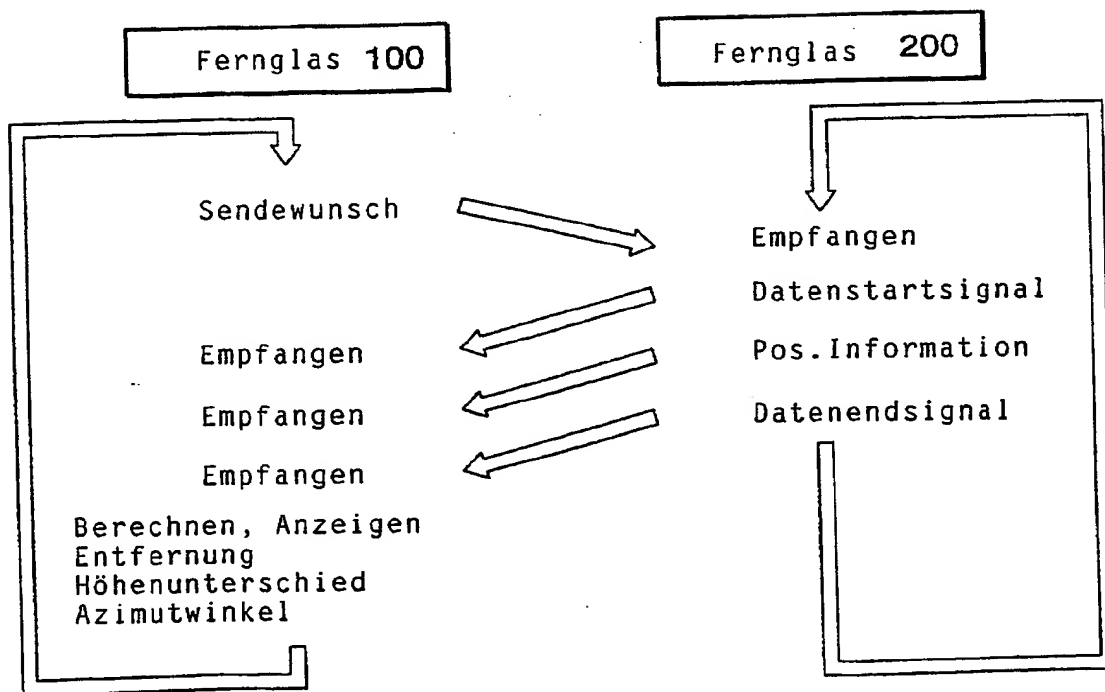 Fernglas 100
Fernglas 200
Sendewunsch
Empfangen
Datenstartsignal
Empfangen
Pos.Information
Empfangen
Datenendsignal
Empfangen
Berechnen, Anzeigen
Entfernung
Höhenunterschied
Azimutwinkel